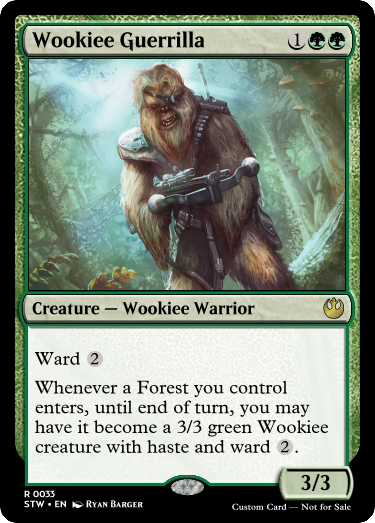 Wookiee Guerrilla 1
Creature — Wookiee Warrior
Ward 2
Whenever a Forest you control
enters, until end of turn, you may
have it become a 3/3 green Wookiee
creature with haste and ward 2.
3/3
R 0033
STW • EN Ryan Barger
Custom Card — Not for Sale